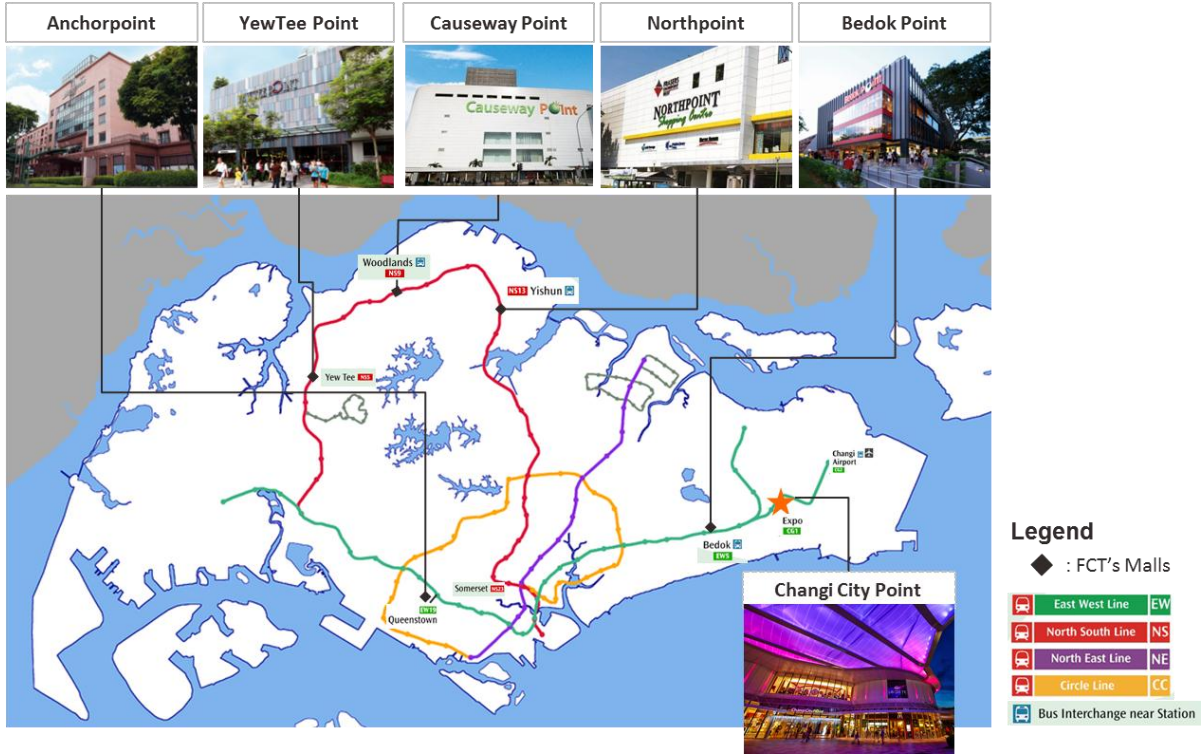 Anchorpoint
YewTee Point
Causeway Point
Northpoint
Bedok Point
Causeway Point
NORTHPOINT
Shopping Centre
Woodlands
NS9
NS13 Yishun
Yew Tee NS5
Changi
Airport
CG2
Expo
CG1
Bedok
EW5
Somerset NS23
EW19
Queenstown
Changi City Point
Legend
: FCT's Malls
East West Line EW
North South Line NS
North East Line NE
Circle Line CC
Bus Interchange near Station